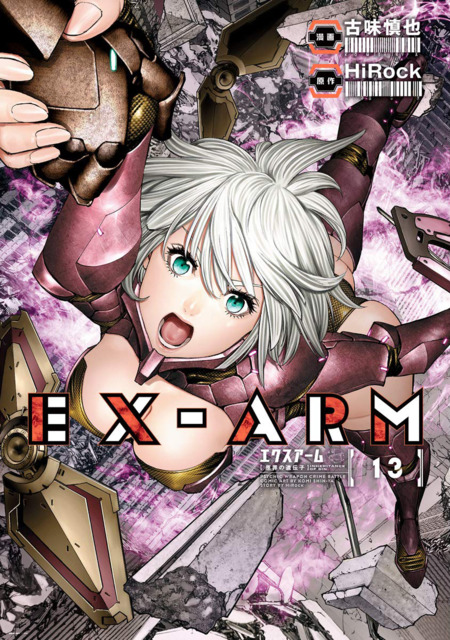 漫画 古味慎也
原作 HiRock
EX-ARM
エクスアーム
[13]
PSYCHIC WEAPON CRIME BATTLE
COMIC ART BY KOMI SHIN-YA
STORY BY HiRock